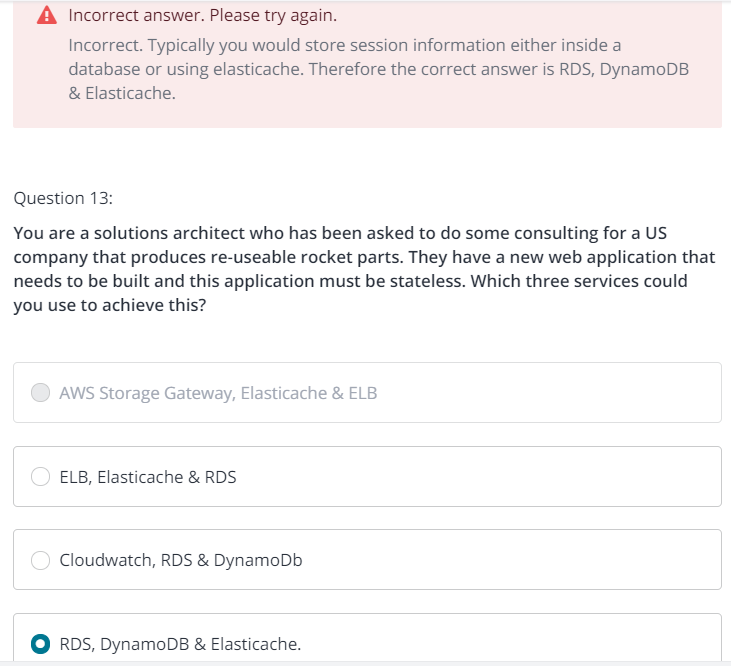 Incorrect answer. Please try again.
Incorrect. Typically you would store session information either inside a
database or using elasticache. Therefore the correct answer is RDS, DynamoDB
& Elasticache.
Question 13:
You are a solutions architect who has been asked to do some consulting for a US
company that produces re-useable rocket parts. They have a new web application that
needs to be built and this application must be stateless. Which three services could
you use to achieve this?
AWS Storage Gateway, Elasticache & ELB
ELB, Elasticache & RDS
Cloudwatch, RDS & DynamoDb
RDS, DynamoDB & Elasticache.